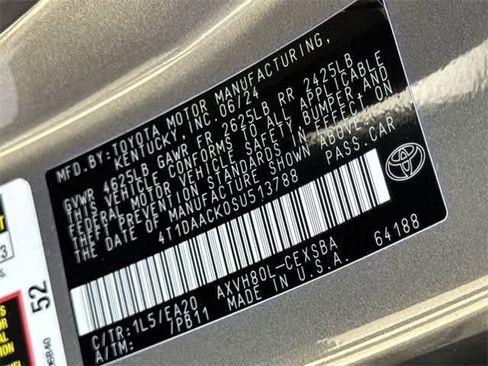 MFD.BY:TOYOTA MOTOR MANUFACTURING,
KENTUCKY, INC. 06/24
GVWR 4625LB GAWR FR 2625LB RR 2425LB
THIS VEHICLE CONFORMS TO ALL APPLICABLE
FEDERAL MOTOR VEHICLE SAFETY, BUMPER, AND
THEFT PREVENTION STANDARDS IN EFFECT ON
THE DATE OF MANUFACTURE SHOWN ABOVE.
4T1DAACK0SU513788 PASS.CAR
64188
C/TR:1L5/EA20 AXVH80L-CEXSBA
A/TM: 7PB11 MADE IN U.S.A.
52